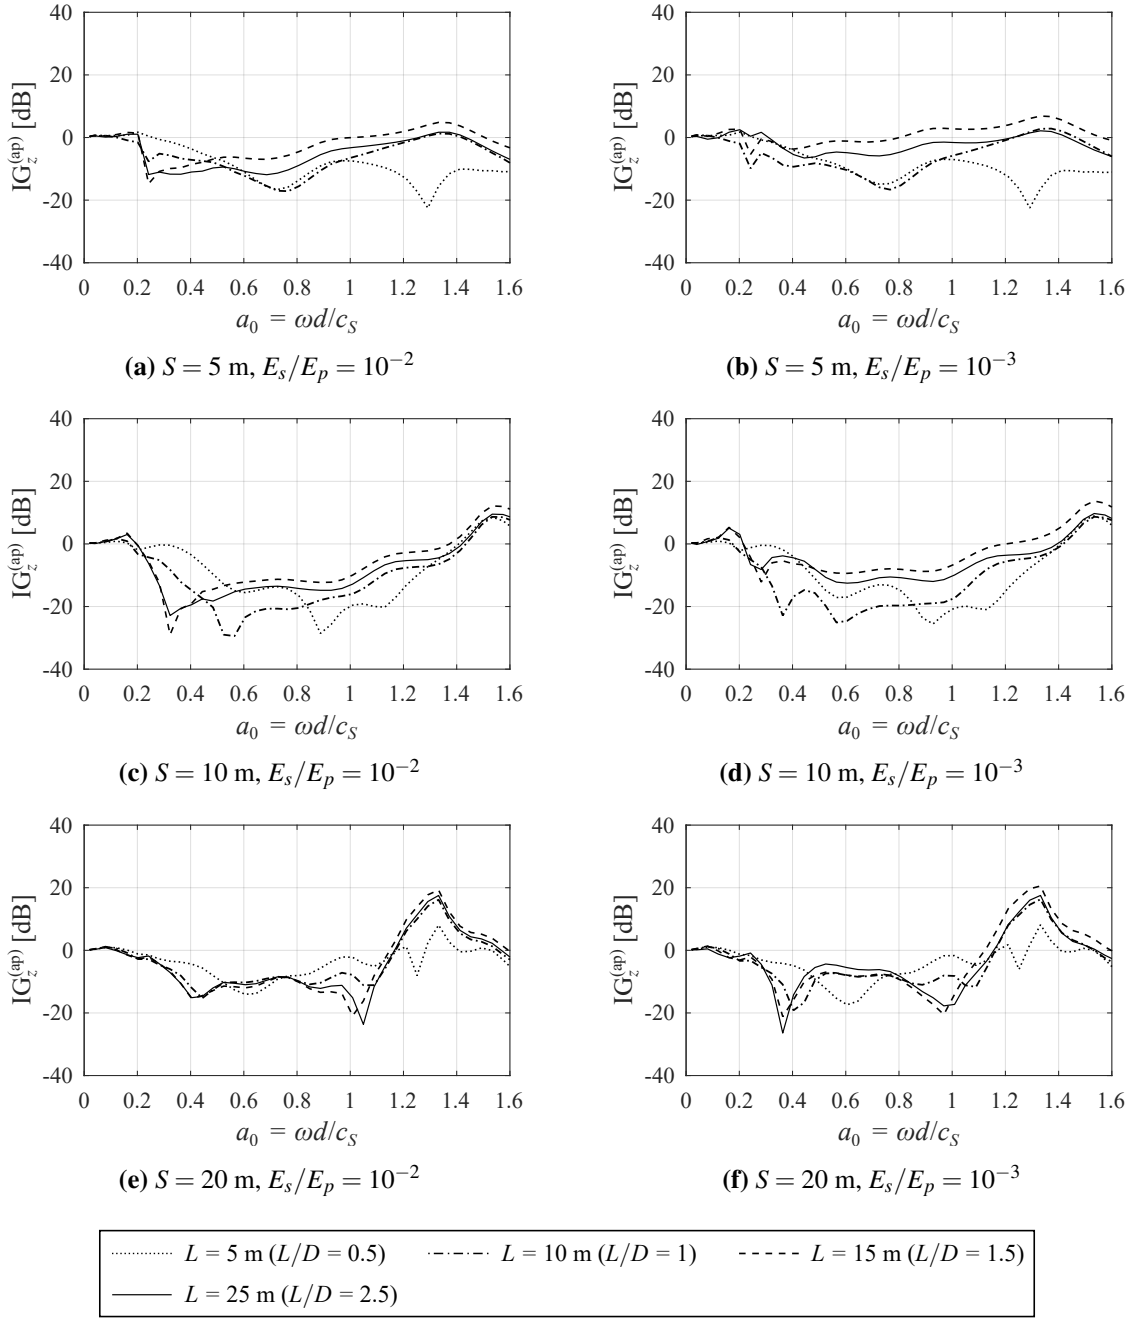 40 40
20 20
0 0
-20 -20
-40 -40
IG_z^(ap) [dB] IG_z^(ap) [dB]
0 0.2 0.4 0.6 0.8 1 1.2 1.4 1.6 0 0.2 0.4 0.6 0.8 1 1.2 1.4 1.6
a_0 = ωd/c_S a_0 = ωd/c_S
(a) S = 5 m, E_s/E_p = 10^−2 (b) S = 5 m, E_s/E_p = 10^−3
40 40
20 20
0 0
-20 -20
-40 -40
IG_z^(ap) [dB] IG_z^(ap) [dB]
0 0.2 0.4 0.6 0.8 1 1.2 1.4 1.6 0 0.2 0.4 0.6 0.8 1 1.2 1.4 1.6
a_0 = ωd/c_S a_0 = ωd/c_S
(c) S = 10 m, E_s/E_p = 10^−2 (d) S = 10 m, E_s/E_p = 10^−3
40 40
20 20
0 0
-20 -20
-40 -40
IG_z^(ap) [dB] IG_z^(ap) [dB]
0 0.2 0.4 0.6 0.8 1 1.2 1.4 1.6 0 0.2 0.4 0.6 0.8 1 1.2 1.4 1.6
a_0 = ωd/c_S a_0 = ωd/c_S
(e) S = 20 m, E_s/E_p = 10^−2 (f) S = 20 m, E_s/E_p = 10^−3
L = 5 m (L/D = 0.5) L = 10 m (L/D = 1) L = 15 m (L/D = 1.5)
L = 25 m (L/D = 2.5)